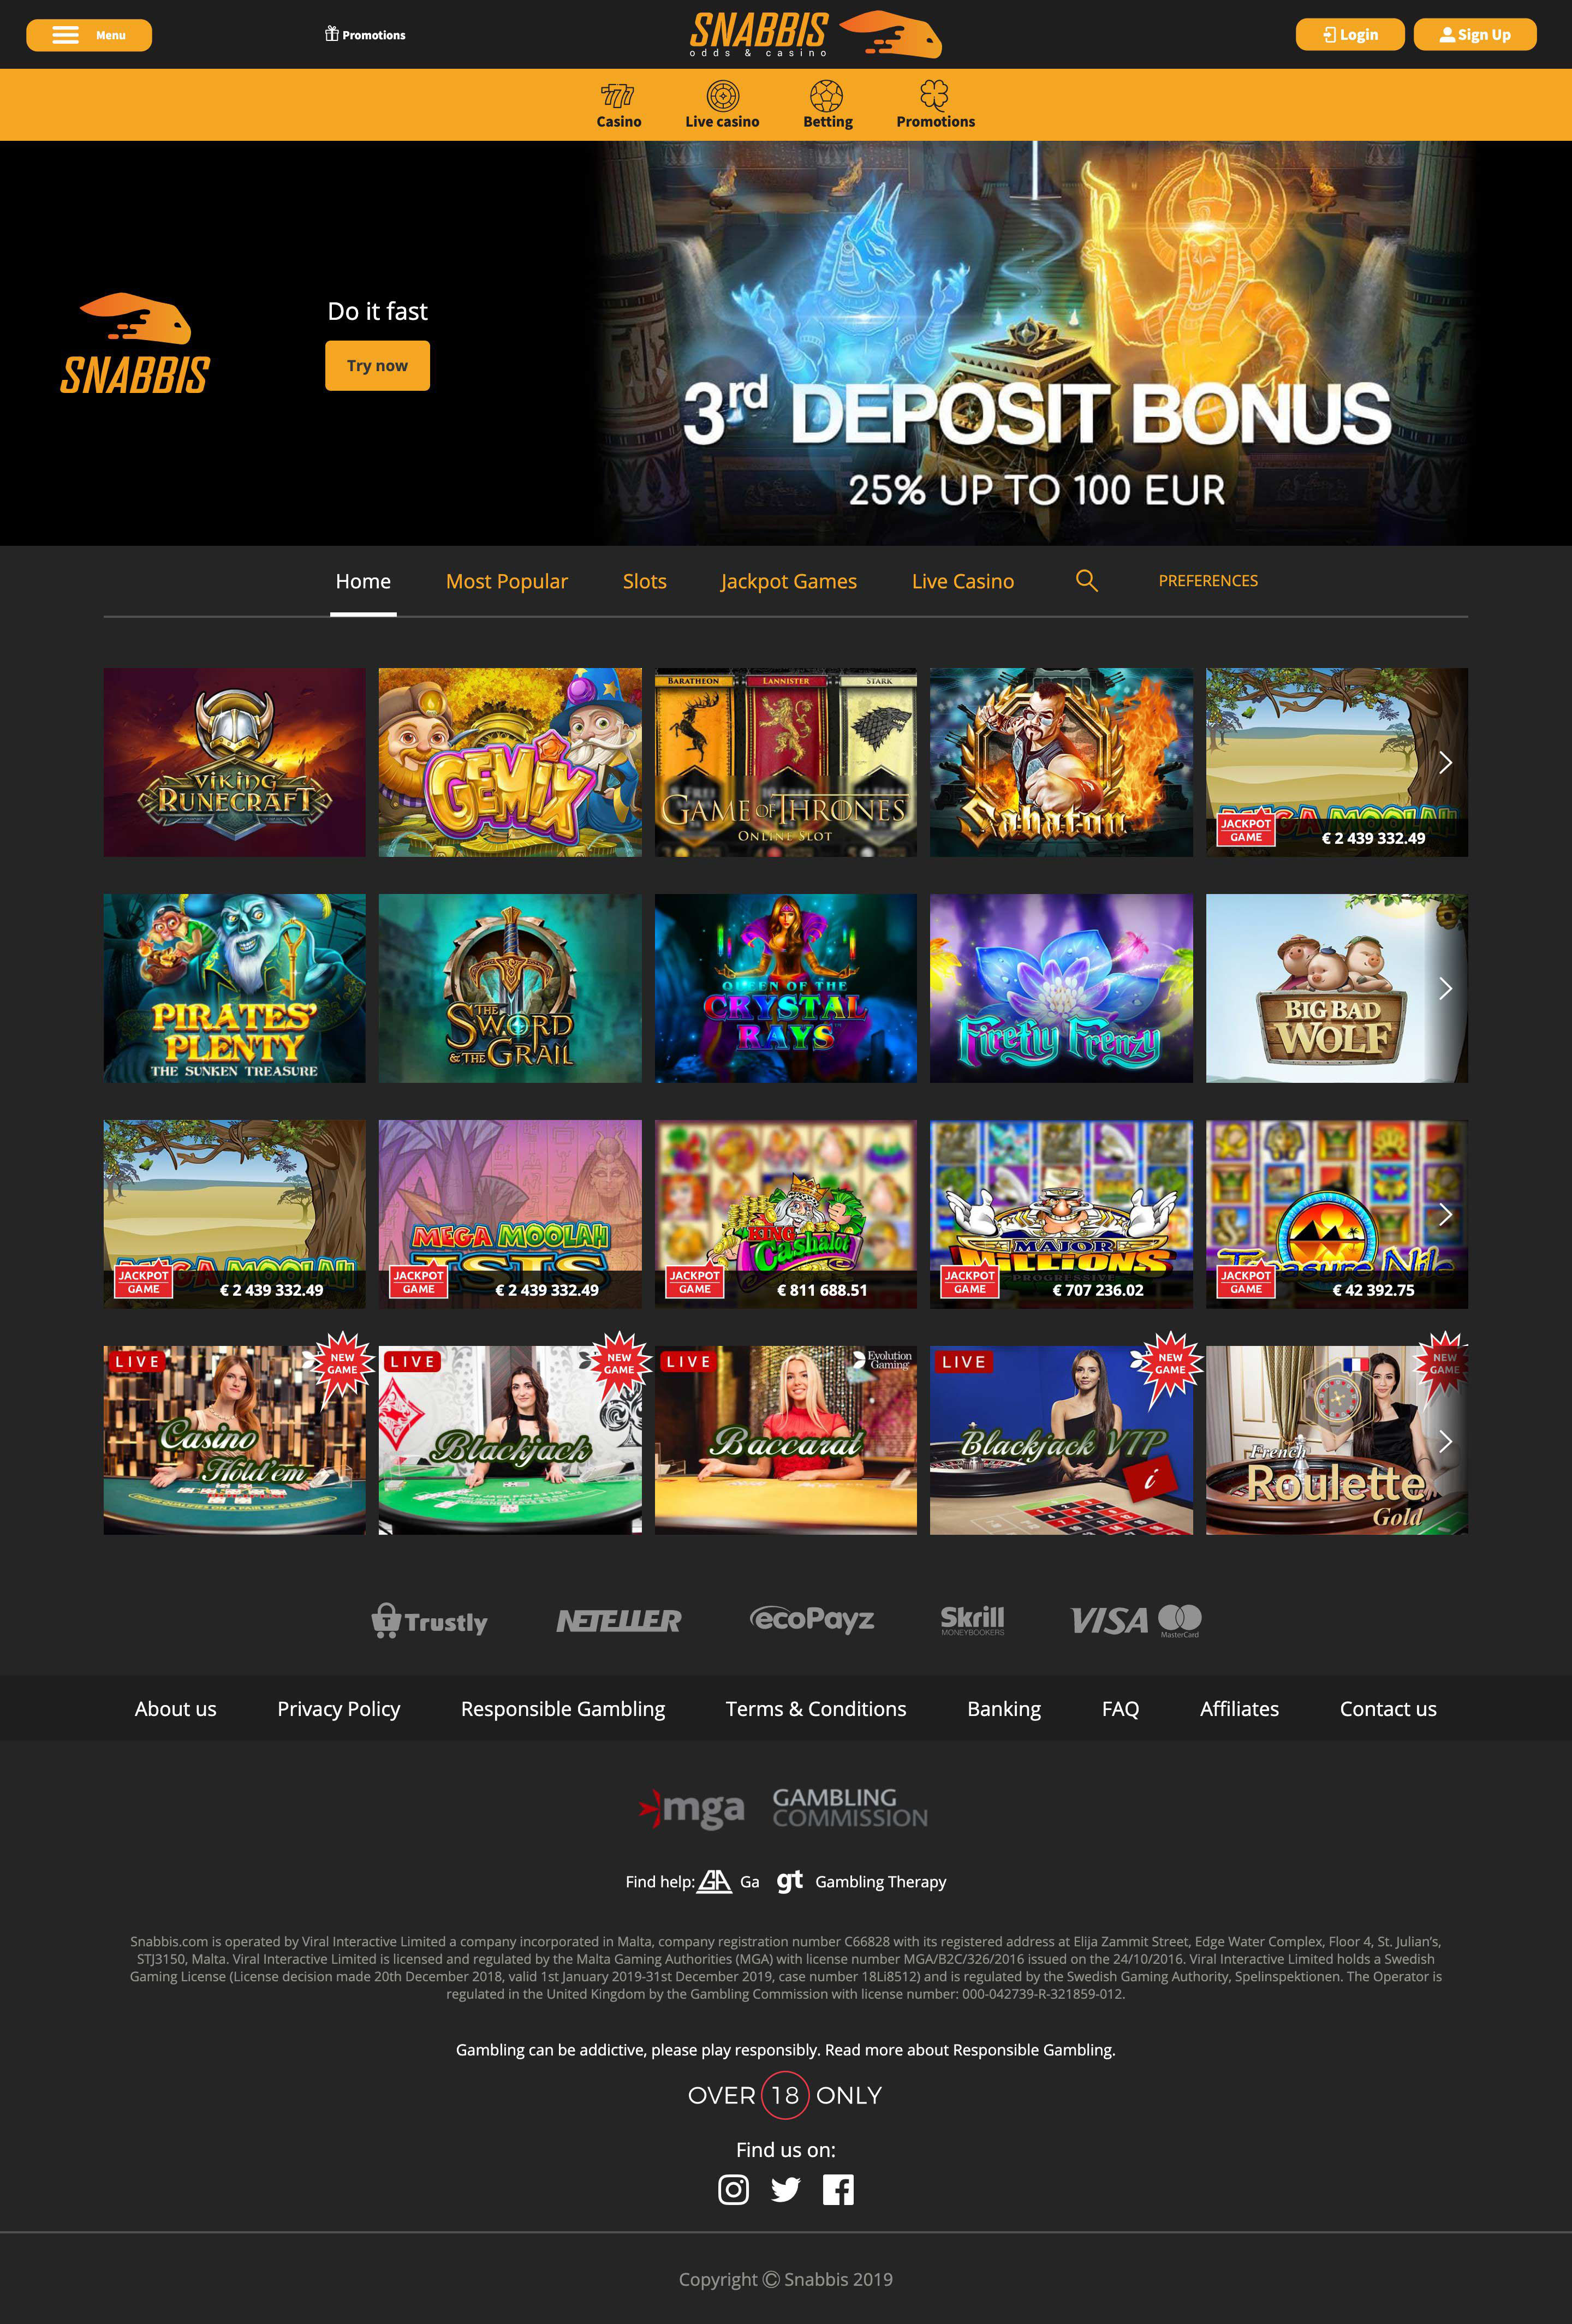 Menu
Promotions
SNABBIS
odds & casino
Login
Sign Up
777
Casino
Live casino
Betting
Promotions
SNABBIS
Do it fast
Try now
3rd DEPOSIT BONUS
25% UP TO 100 EUR
Home
Most Popular
Slots
Jackpot Games
Live Casino
PREFERENCES
VIKING
RUNECRAFT
GEMIX
BARATHEON
LANNISTER
STARK
GAME OF THRONES
ONLINE SLOT
Sabaton
MEGA MOOLAH
JACKPOT
GAME
€ 2 439 332.49
PIRATES'
PLENTY
THE SUNKEN TREASURE
THE
SWORD
& THE GRAIL
QUEEN OF THE
CRYSTAL
RAYS
Firefly Frenzy
BIG BAD
WOLF
MEGA MOOLAH
JACKPOT
GAME
€ 2 439 332.49
MEGA MOOLAH
ISIS
JACKPOT
GAME
€ 2 439 332.49
KING
Cashalot
JACKPOT
GAME
€ 811 688.51
MAJOR
MILLIONS
PROGRESSIVE
JACKPOT
GAME
€ 707 236.02
Treasure Nile
JACKPOT
GAME
€ 42 392.75
LIVE
NEW
GAME
Casino
Hold'em
LIVE
NEW
GAME
Blackjack
LIVE
Evolution
Gaming
Baccarat
LIVE
NEW
GAME
Blackjack VIP
i
NEW
GAME
French
Roulette
Gold
Trustly
NETELLER
ecoPayz
Skrill
MONEYBOOKERS
VISA
MasterCard
About us
Privacy Policy
Responsible Gambling
Terms & Conditions
Banking
FAQ
Affiliates
Contact us
mga
GAMBLING
COMMISSION
Find help: GA Ga gt Gambling Therapy
Snabbis.com is operated by Viral Interactive Limited a company incorporated in Malta, company registration number C66828 with its registered address at Elija Zammit Street, Edge Water Complex, Floor 4, St. Julian's,
STJ3150, Malta. Viral Interactive Limited is licensed and regulated by the Malta Gaming Authorities (MGA) with license number MGA/B2C/326/2016 issued on the 24/10/2016. Viral Interactive Limited holds a Swedish
Gaming License (License decision made 20th December 2018, valid 1st January 2019-31st December 2019, case number 18Li8512) and is regulated by the Swedish Gaming Authority, Spelinspektionen. The Operator is
regulated in the United Kingdom by the Gambling Commission with license number: 000-042739-R-321859-012.
Gambling can be addictive, please play responsibly. Read more about Responsible Gambling.
OVER 18 ONLY
Find us on:
Copyright © Snabbis 2019